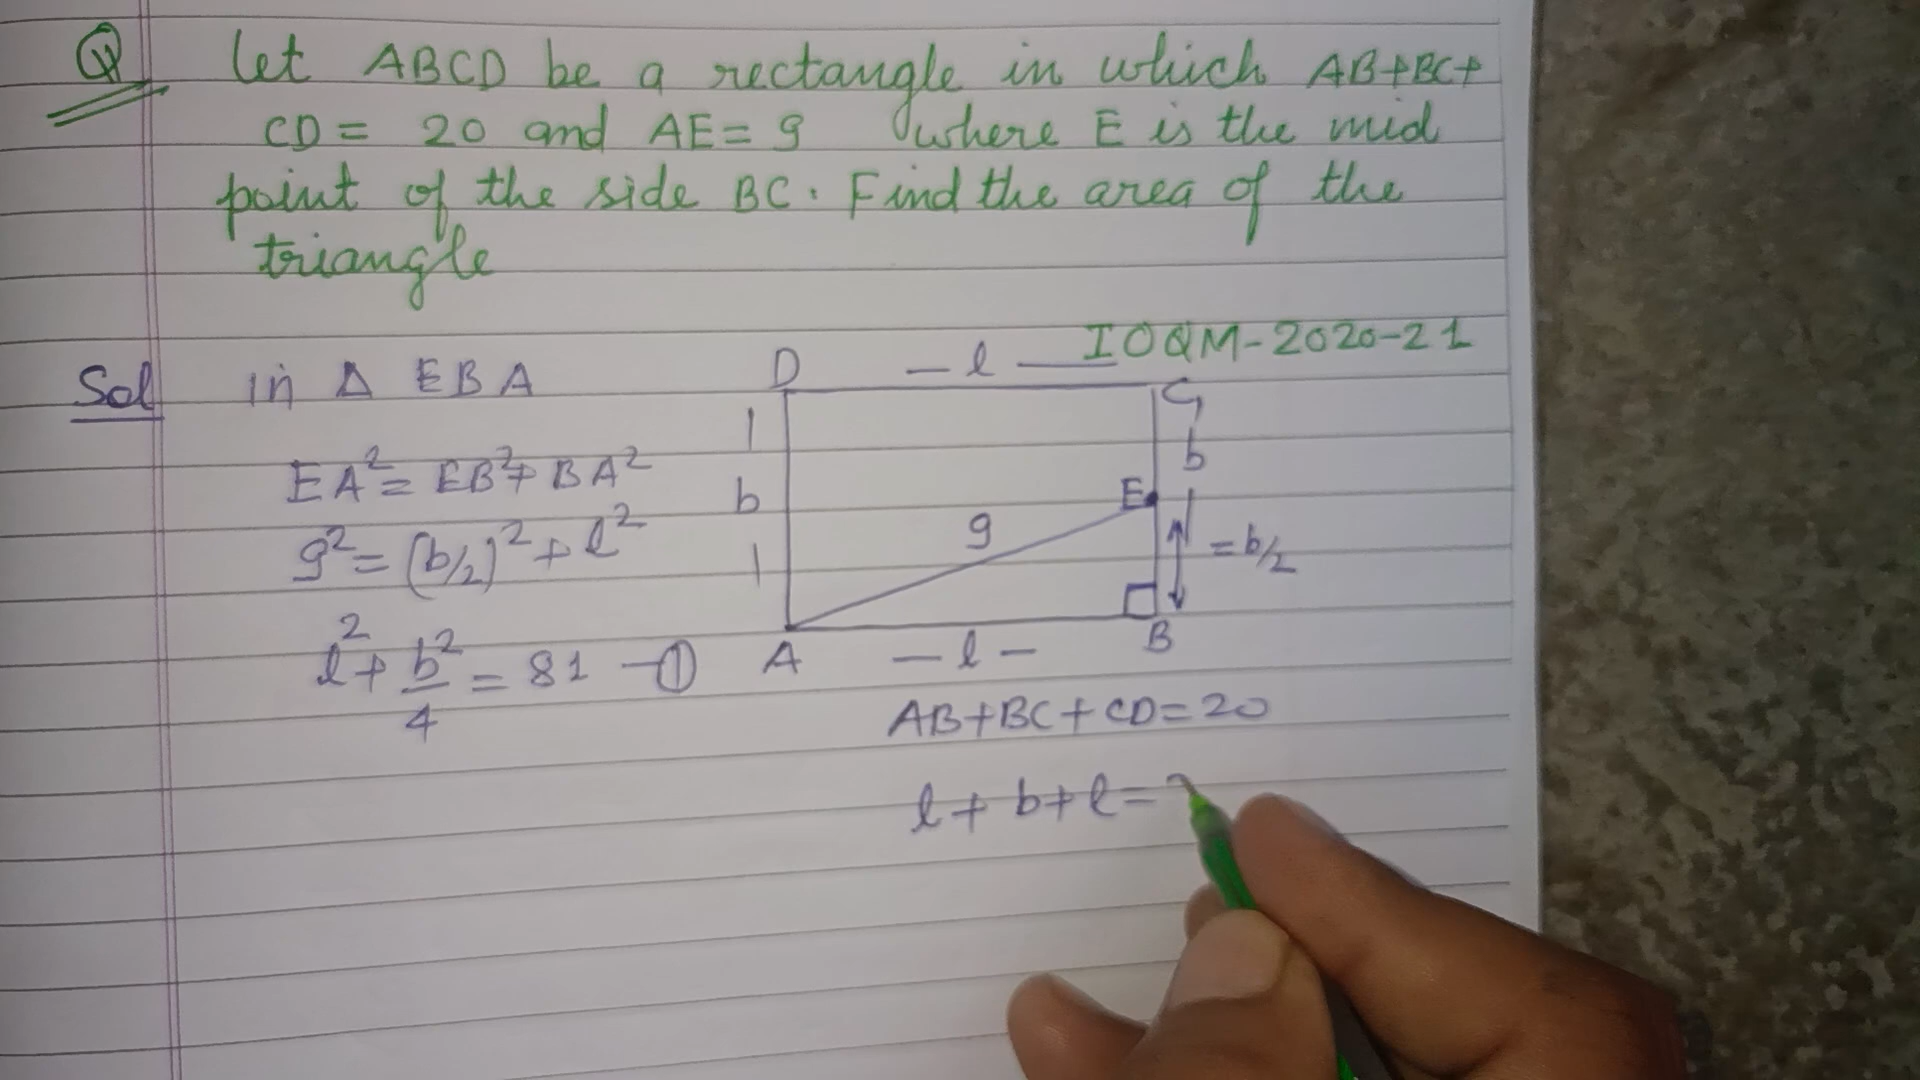 Q Let ABCD be a rectangle in which AB+BC+
CD= 20 and AE= 9 where E is the mid
point of the side BC. Find the area of the
triangle
IOQM-2020-21
Sol in Δ EBA
D - l - C
EA²= EB²+ BA²
b
b
E
9²= (b/2)²+ l²
9
= b/2
l²+ b²/4 = 81 -①
A - l - B
AB+BC+CD=20
l+ b+l=